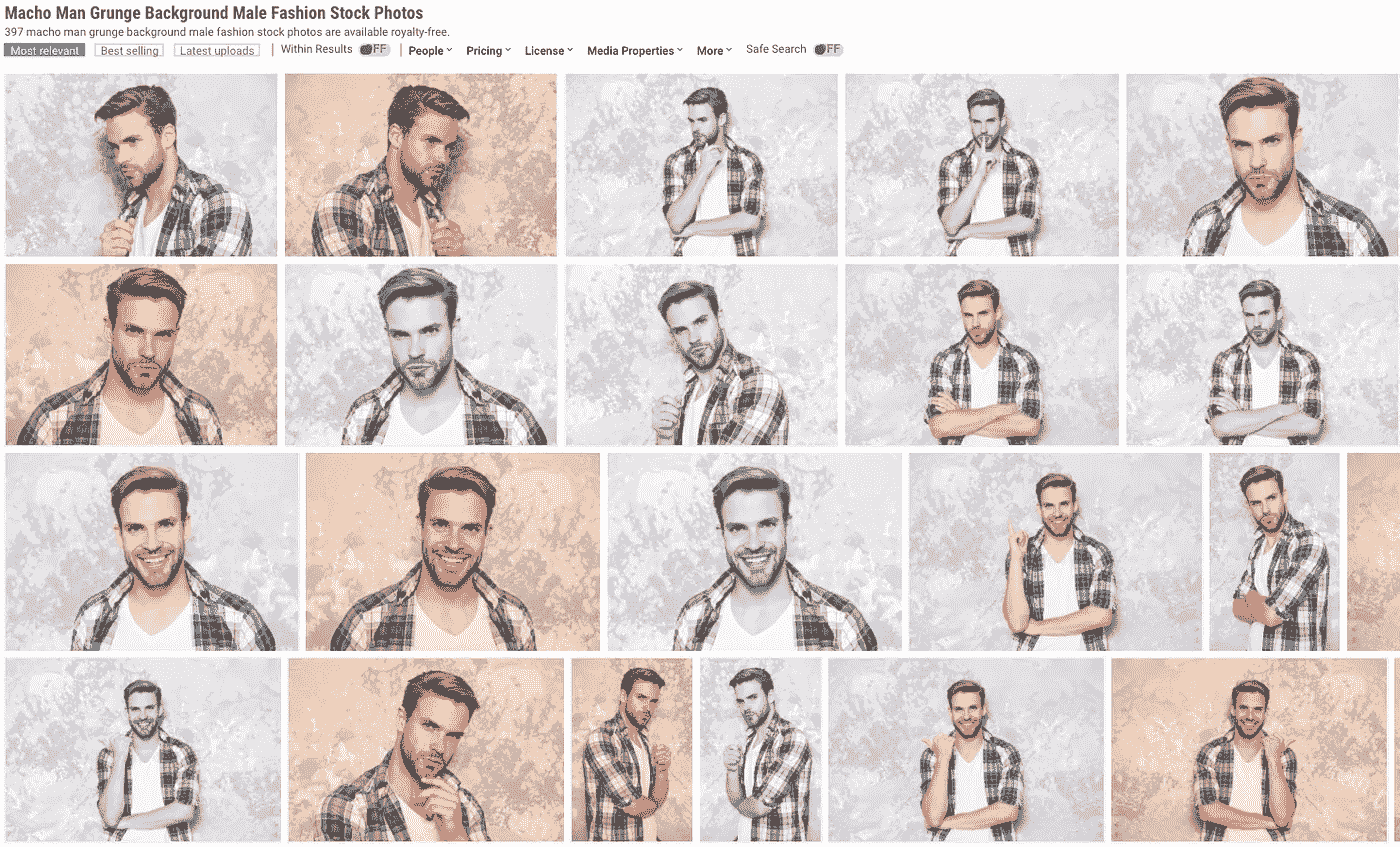 Macho Man Grunge Background Male Fashion Stock Photos
397 macho man grunge background male fashion stock photos are available royalty-free.
Most relevant Best selling Latest uploads Within Results OFF People Pricing License Media Properties More Safe Search OFF